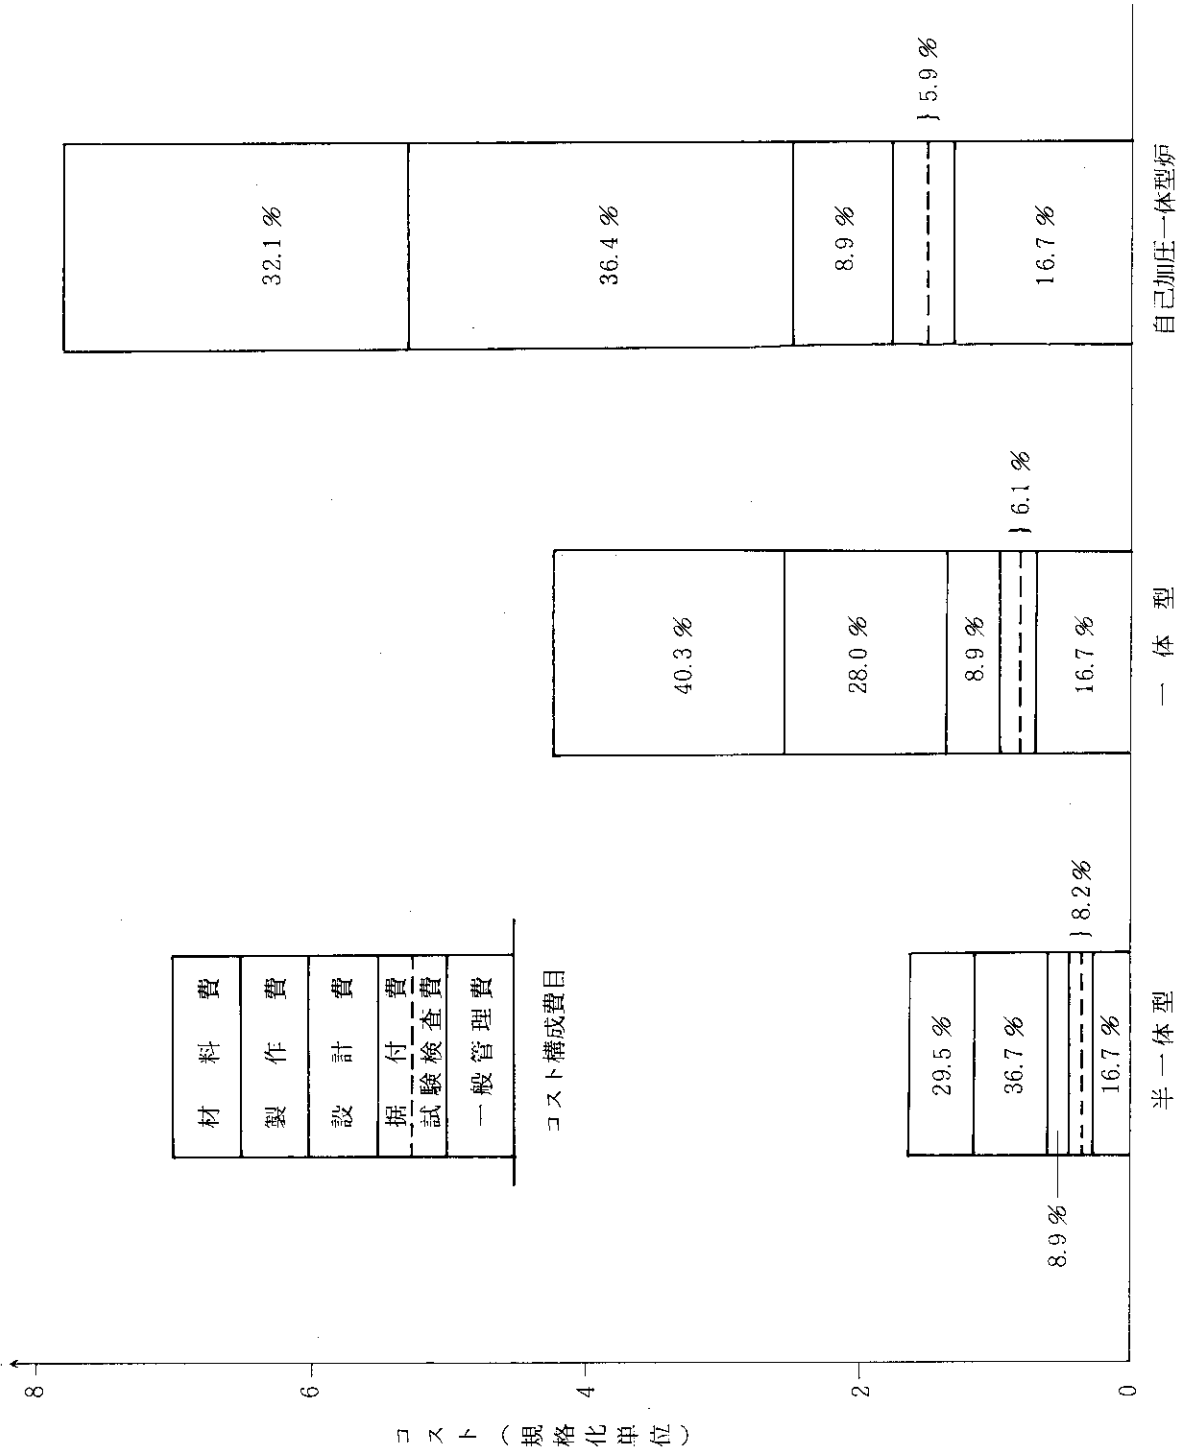 コスト（規格化単位）
8
6
4
2
0
材料費
製作費
設計費
据付費
試験検査費
一般管理費
コスト構成費目
29.5 %
36.7 %
8.9 %
} 8.2 %
16.7 %
半一体型
40.3 %
28.0 %
8.9 %
} 6.1 %
16.7 %
一体型
32.1 %
36.4 %
8.9 %
} 5.9 %
16.7 %
自己加圧一体型炉